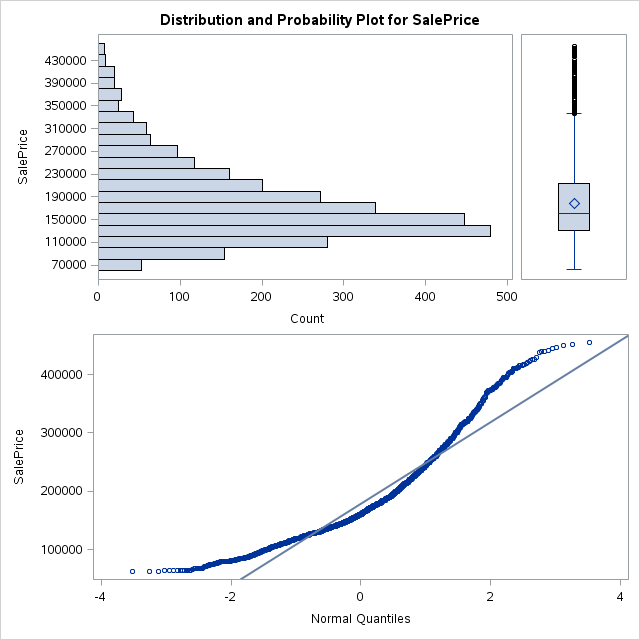 Distribution and Probability Plot for SalePrice
SalePrice
430000
390000
350000
310000
270000
230000
190000
150000
110000
70000
0 100 200 300 400 500
Count
SalePrice
400000
300000
200000
100000
-4 -2 0 2 4
Normal Quantiles